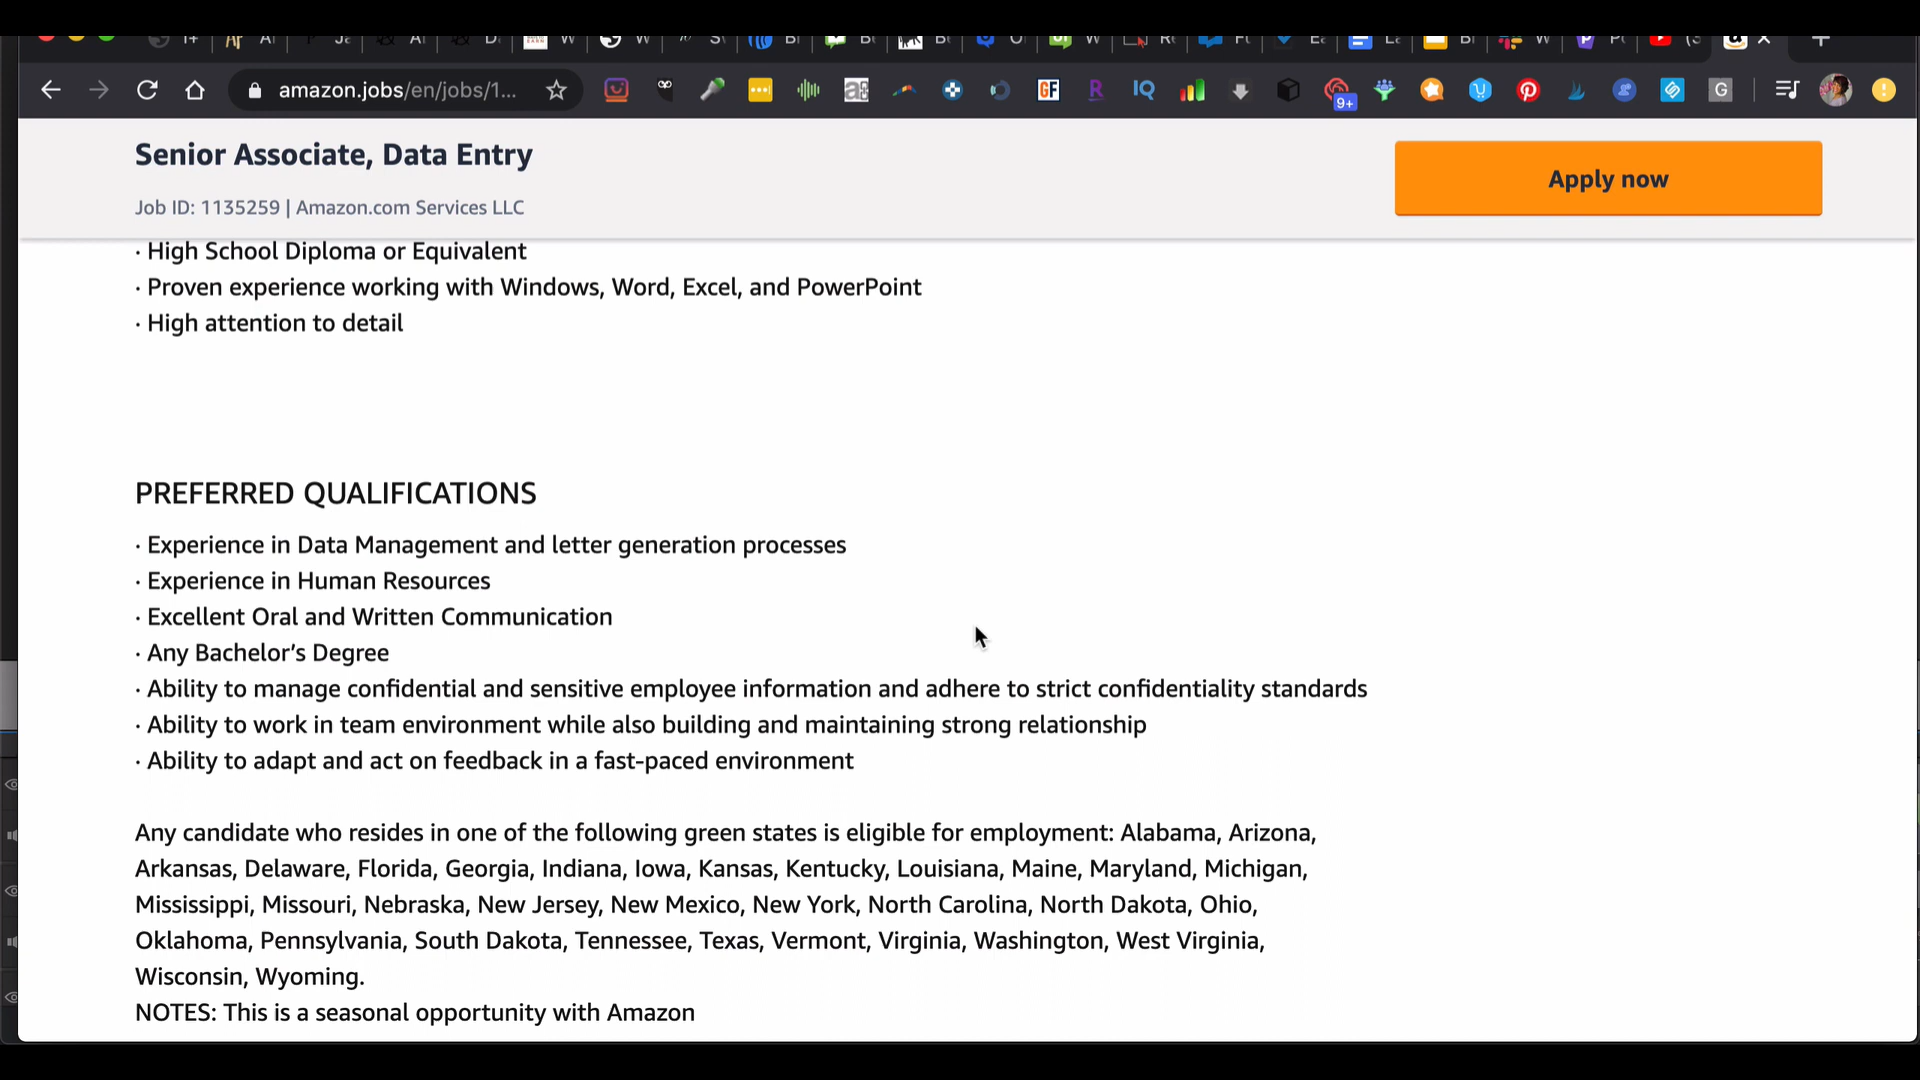 amazon.jobs/en/jobs/1...
GF
IQ
9+
G
Senior Associate, Data Entry
Apply now
Job ID: 1135259 | Amazon.com Services LLC
· High School Diploma or Equivalent
· Proven experience working with Windows, Word, Excel, and PowerPoint
· High attention to detail
PREFERRED QUALIFICATIONS
· Experience in Data Management and letter generation processes
· Experience in Human Resources
· Excellent Oral and Written Communication
· Any Bachelor’s Degree
· Ability to manage confidential and sensitive employee information and adhere to strict confidentiality standards
· Ability to work in team environment while also building and maintaining strong relationship
· Ability to adapt and act on feedback in a fast-paced environment
Any candidate who resides in one of the following green states is eligible for employment: Alabama, Arizona,
Arkansas, Delaware, Florida, Georgia, Indiana, Iowa, Kansas, Kentucky, Louisiana, Maine, Maryland, Michigan,
Mississippi, Missouri, Nebraska, New Jersey, New Mexico, New York, North Carolina, North Dakota, Ohio,
Oklahoma, Pennsylvania, South Dakota, Tennessee, Texas, Vermont, Virginia, Washington, West Virginia,
Wisconsin, Wyoming.
NOTES: This is a seasonal opportunity with Amazon